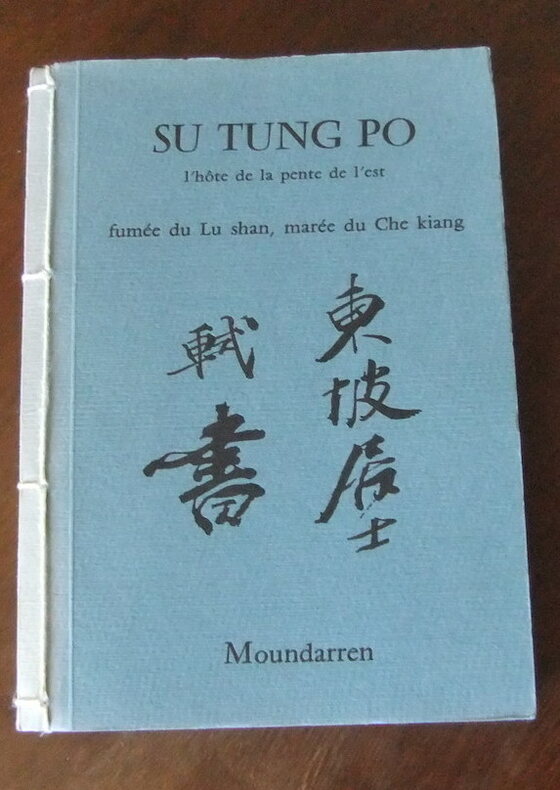 SU TUNG PO
l'hôte de la pente de l'est
fumée du Lu shan, marée du Che kiang
東坡居士
軾書
Moundarren